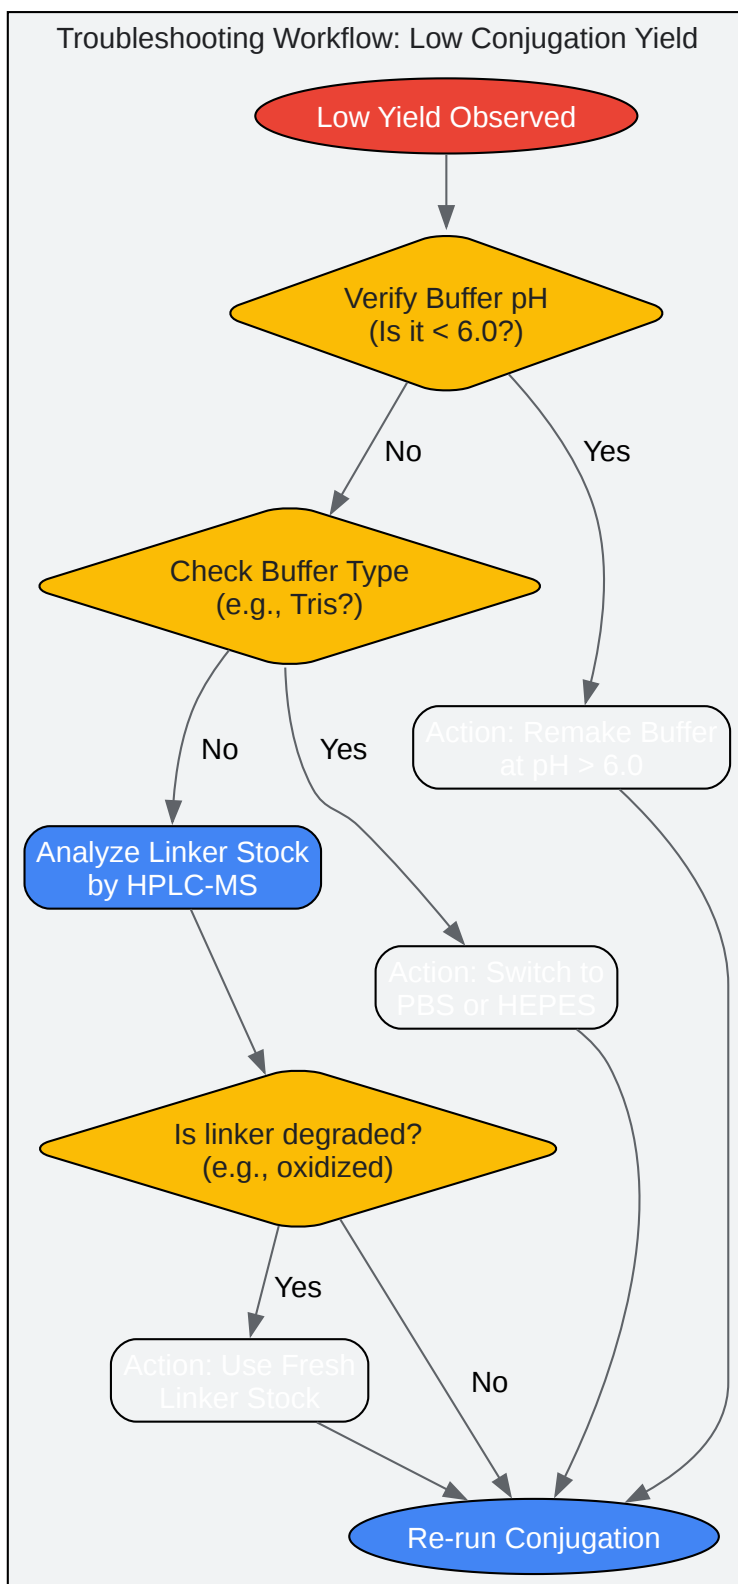 Troubleshooting Workflow: Low Conjugation Yield
Low Yield Observed
Verify Buffer pH
(Is it < 6.0?)
No
Yes
Check Buffer Type
(e.g., Tris?)
No
Yes
Action: Remake Buffer
at pH > 6.0
Analyze Linker Stock
by HPLC-MS
Action: Switch to
PBS or HEPES
Is linker degraded?
(e.g., oxidized)
Yes
No
Action: Use Fresh
Linker Stock
Re-run Conjugation